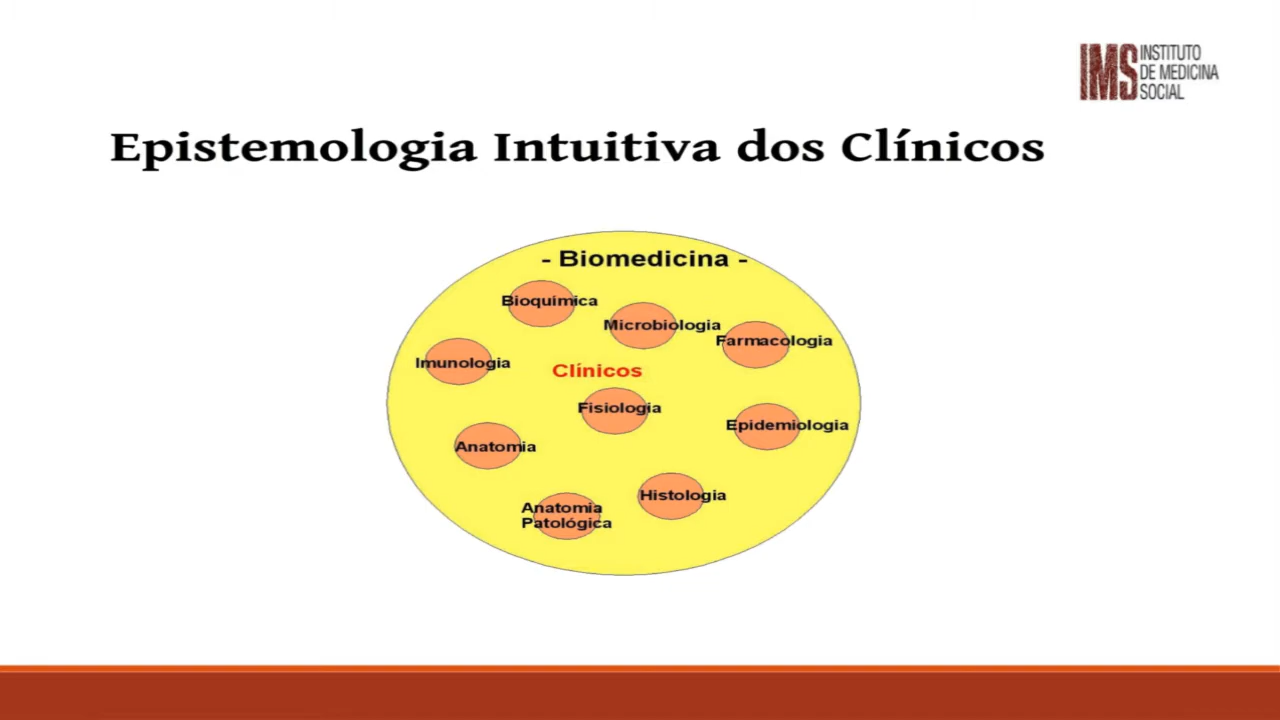 IMS INSTITUTO
DE MEDICINA
SOCIAL
Epistemologia Intuitiva dos Clínicos
- Biomedicina -
Bioquímica
Microbiologia
Farmacologia
Imunologia
Clínicos
Fisiologia
Epidemiologia
Anatomia
Histologia
Anatomia
Patológica